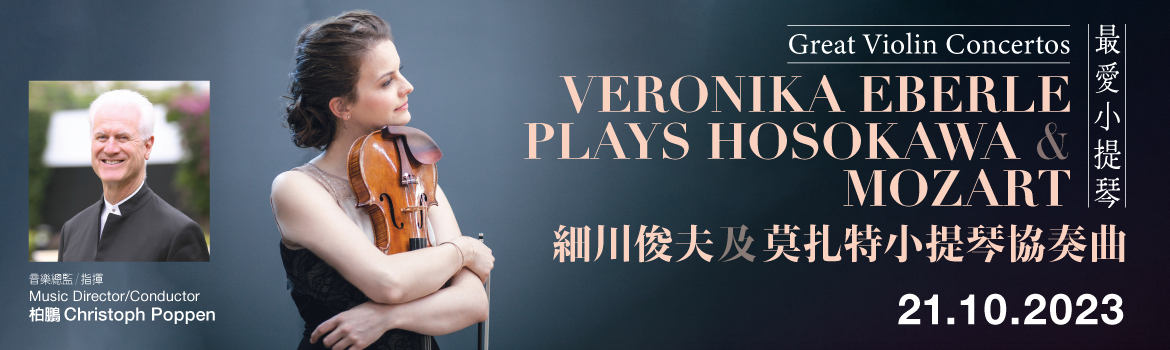 Great Violin Concertos
VERONIKA EBERLE
PLAYS HOSOKAWA &
MOZART
最愛小提琴
細川俊夫及莫扎特小提琴協奏曲
21.10.2023
音樂總監/指揮
Music Director/Conductor
柏鵬 Christoph Poppen